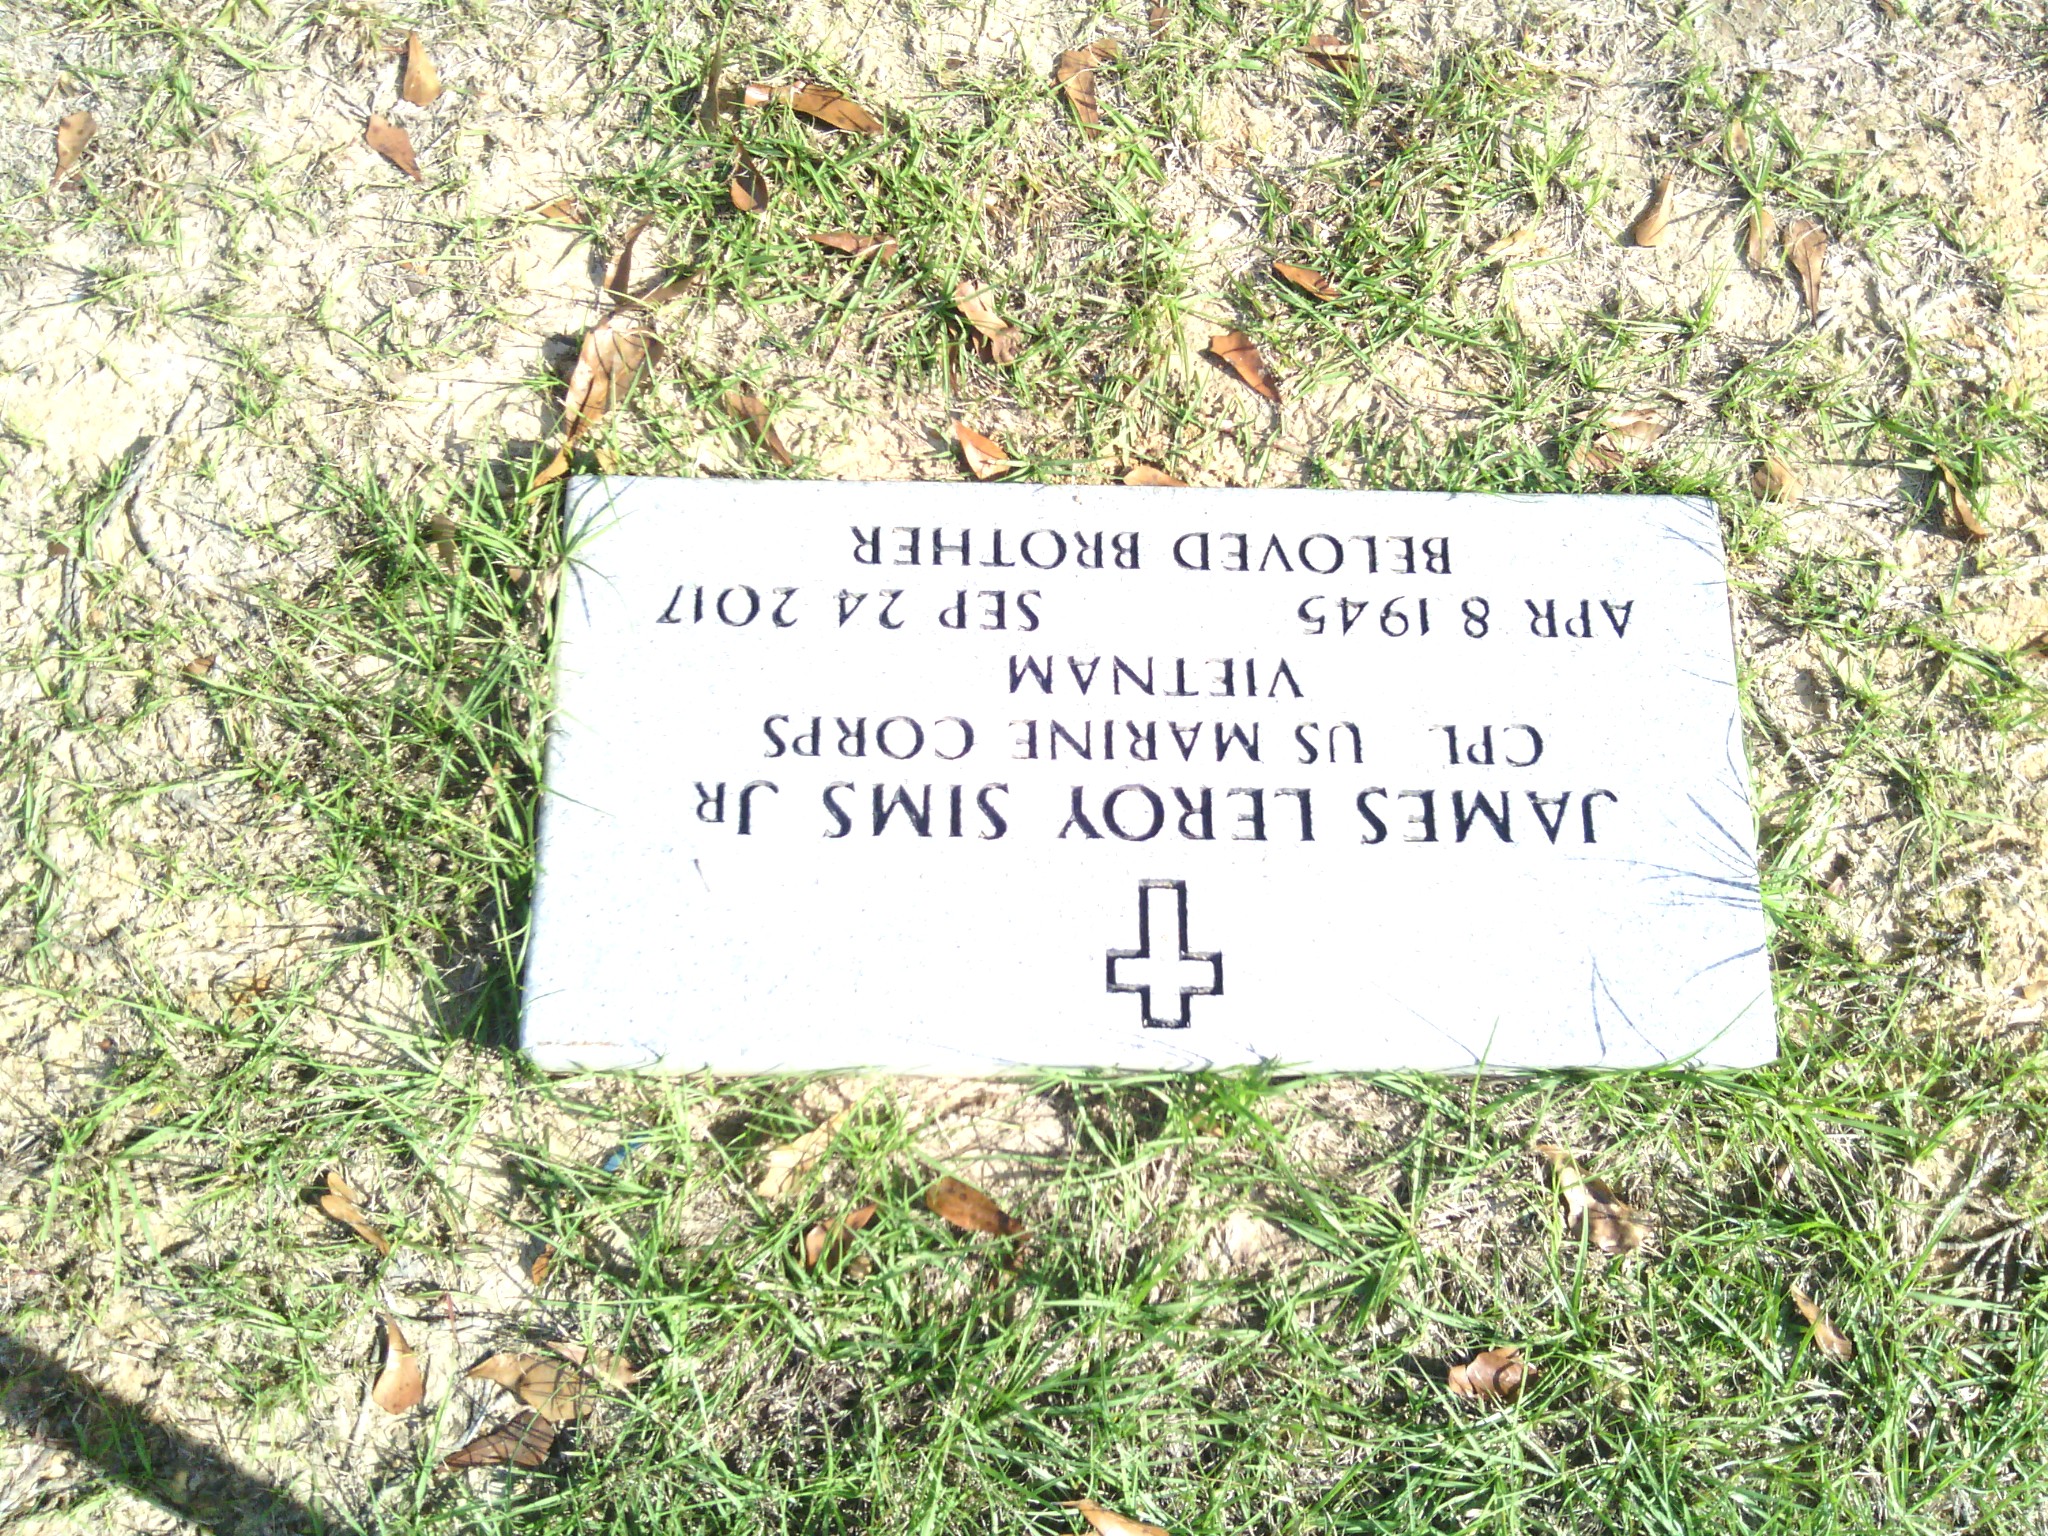 JAMES LEROY SIMS JR
CPL US MARINE CORPS
VIETNAM
APR 8 1945 SEP 24 2017
BELOVED BROTHER